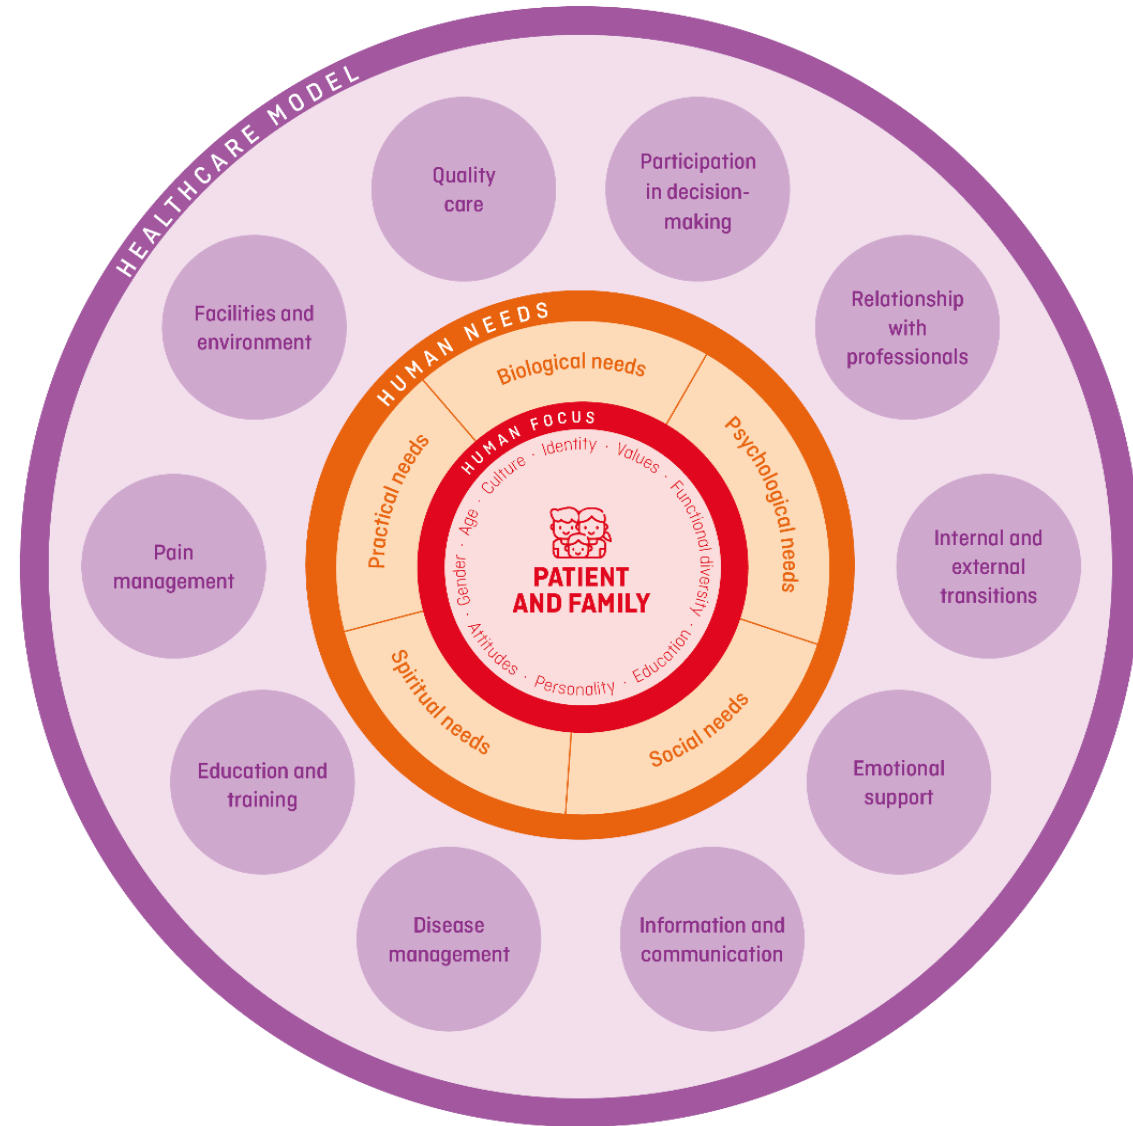 HEALTHCARE MODEL
Quality
care
Participation
in decision-
making
Relationship
with
professionals
Internal and
external
transitions
Emotional
support
Information and
communication
Disease
management
Education and
training
Pain
management
Facilities and
environment
HUMAN NEEDS
Biological needs
Psychological needs
Social needs
Spiritual needs
Practical needs
HUMAN FOCUS
Gender · Age · Culture · Identity · Values · Functional diversity · Education · Personality · Attitudes ·
PATIENT
AND FAMILY